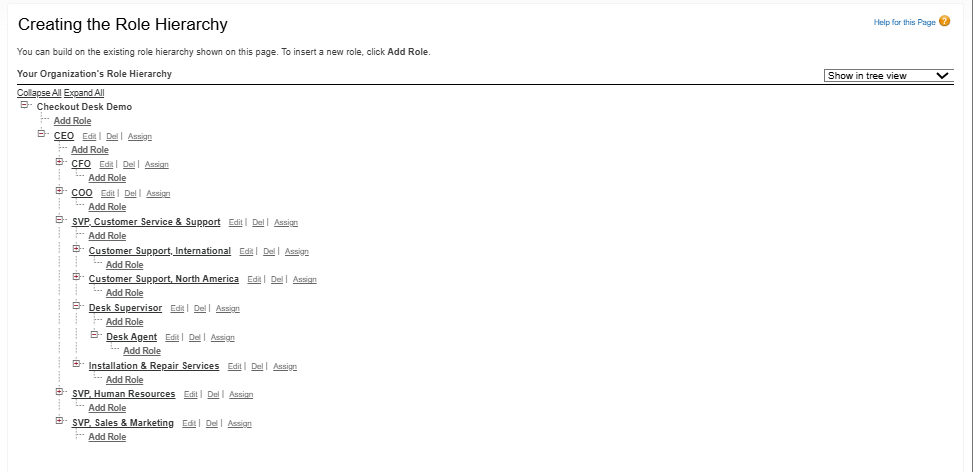 Creating the Role Hierarchy
Help for this Page ?
You can build on the existing role hierarchy shown on this page. To insert a new role, click Add Role.
Your Organization's Role Hierarchy
Show in tree view
Collapse All Expand All
Checkout Desk Demo
Add Role
CEO Edit | Del | Assign
Add Role
CFO Edit | Del | Assign
Add Role
COO Edit | Del | Assign
Add Role
SVP, Customer Service & Support Edit | Del | Assign
Add Role
Customer Support, International Edit | Del | Assign
Add Role
Customer Support, North America Edit | Del | Assign
Add Role
Desk Supervisor Edit | Del | Assign
Add Role
Desk Agent Edit | Del | Assign
Add Role
Installation & Repair Services Edit | Del | Assign
Add Role
SVP, Human Resources Edit | Del | Assign
Add Role
SVP, Sales & Marketing Edit | Del | Assign
Add Role